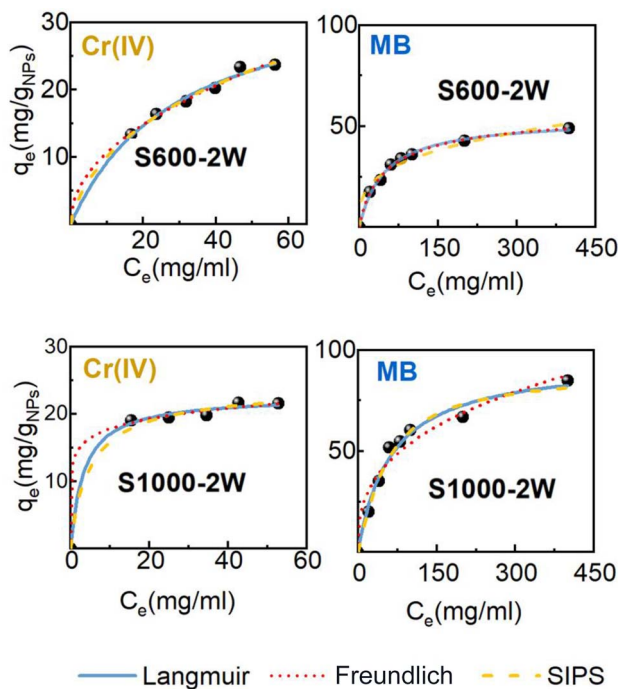 Cr(IV)
30
20
10
qₑ(mg/g_NPs)
S600-2W
20 40 60
Cₑ(mg/ml)
MB
100
50
0
S600-2W
0 150 300 450
Cₑ(mg/ml)
Cr(IV)
30
20
10
qₑ(mg/g_NPs)
S1000-2W
0 20 40 60
Cₑ(mg/ml)
MB
100
50
S1000-2W
0 150 300 450
Cₑ(mg/ml)
Langmuir Freundlich SIPS